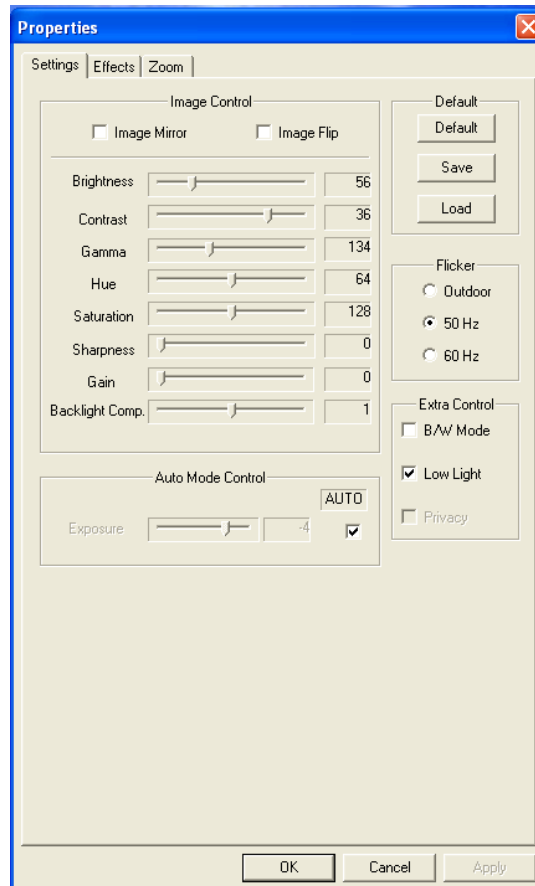 Properties
Settings Effects Zoom
Image Control
Image Mirror Image Flip
Brightness 56
Contrast 36
Gamma 134
Hue 64
Saturation 128
Sharpness 0
Gain 0
Backlight Comp. 1
Auto Mode Control
AUTO
Exposure -4
Default
Default
Save
Load
Flicker
Outdoor
50 Hz
60 Hz
Extra Control
B/W Mode
Low Light
Privacy
OK Cancel Apply